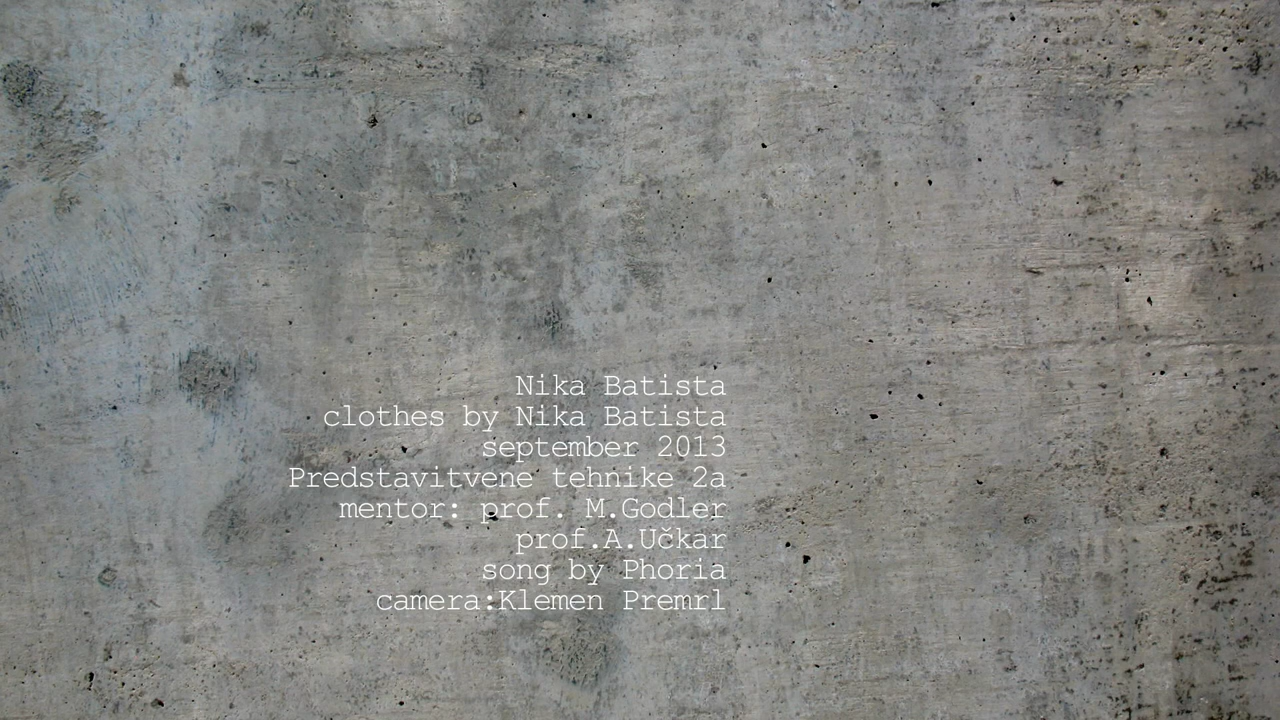 Nika Batista
clothes by Nika Batista
september 2013
Predstavitvene tehnike 2a
mentor: prof. M.Godler
prof.A.Učkar
song by Phoria
camera:Klemen Premrl